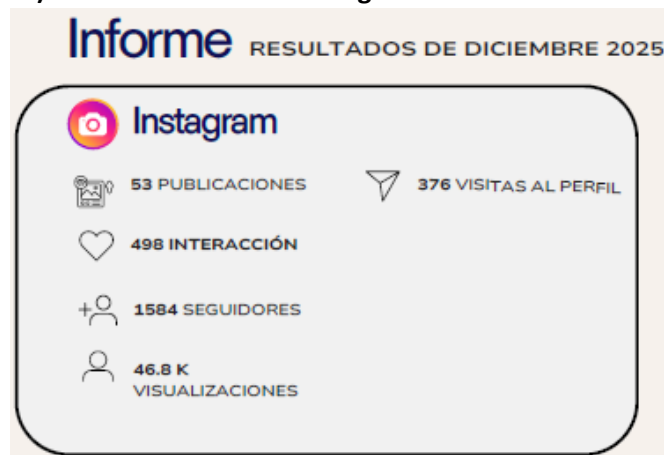 Informe RESULTADOS DE DICIEMBRE 2025
Instagram
53 PUBLICACIONES
376 VISITAS AL PERFIL
498 INTERACCIÓN
1584 SEGUIDORES
46.8 K
VISUALIZACIONES